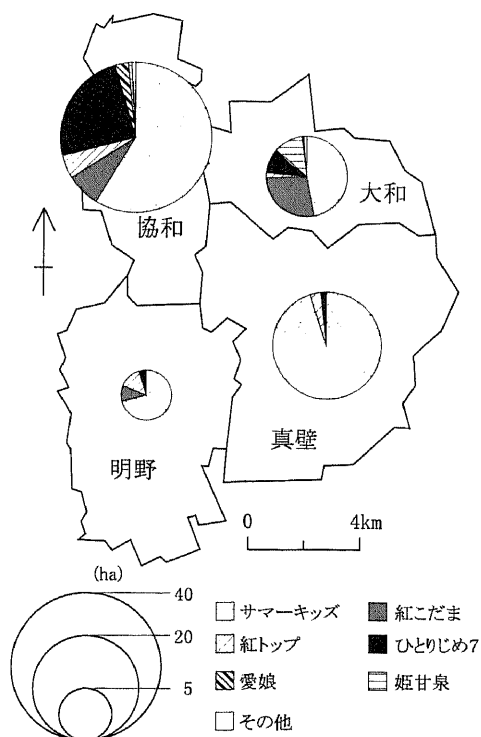 協和
大和
真壁
明野
0 4km
(ha)
40
20
5
サマーキッズ 紅こだま
紅トップ ひとりじめ7
愛娘 姫甘泉
その他